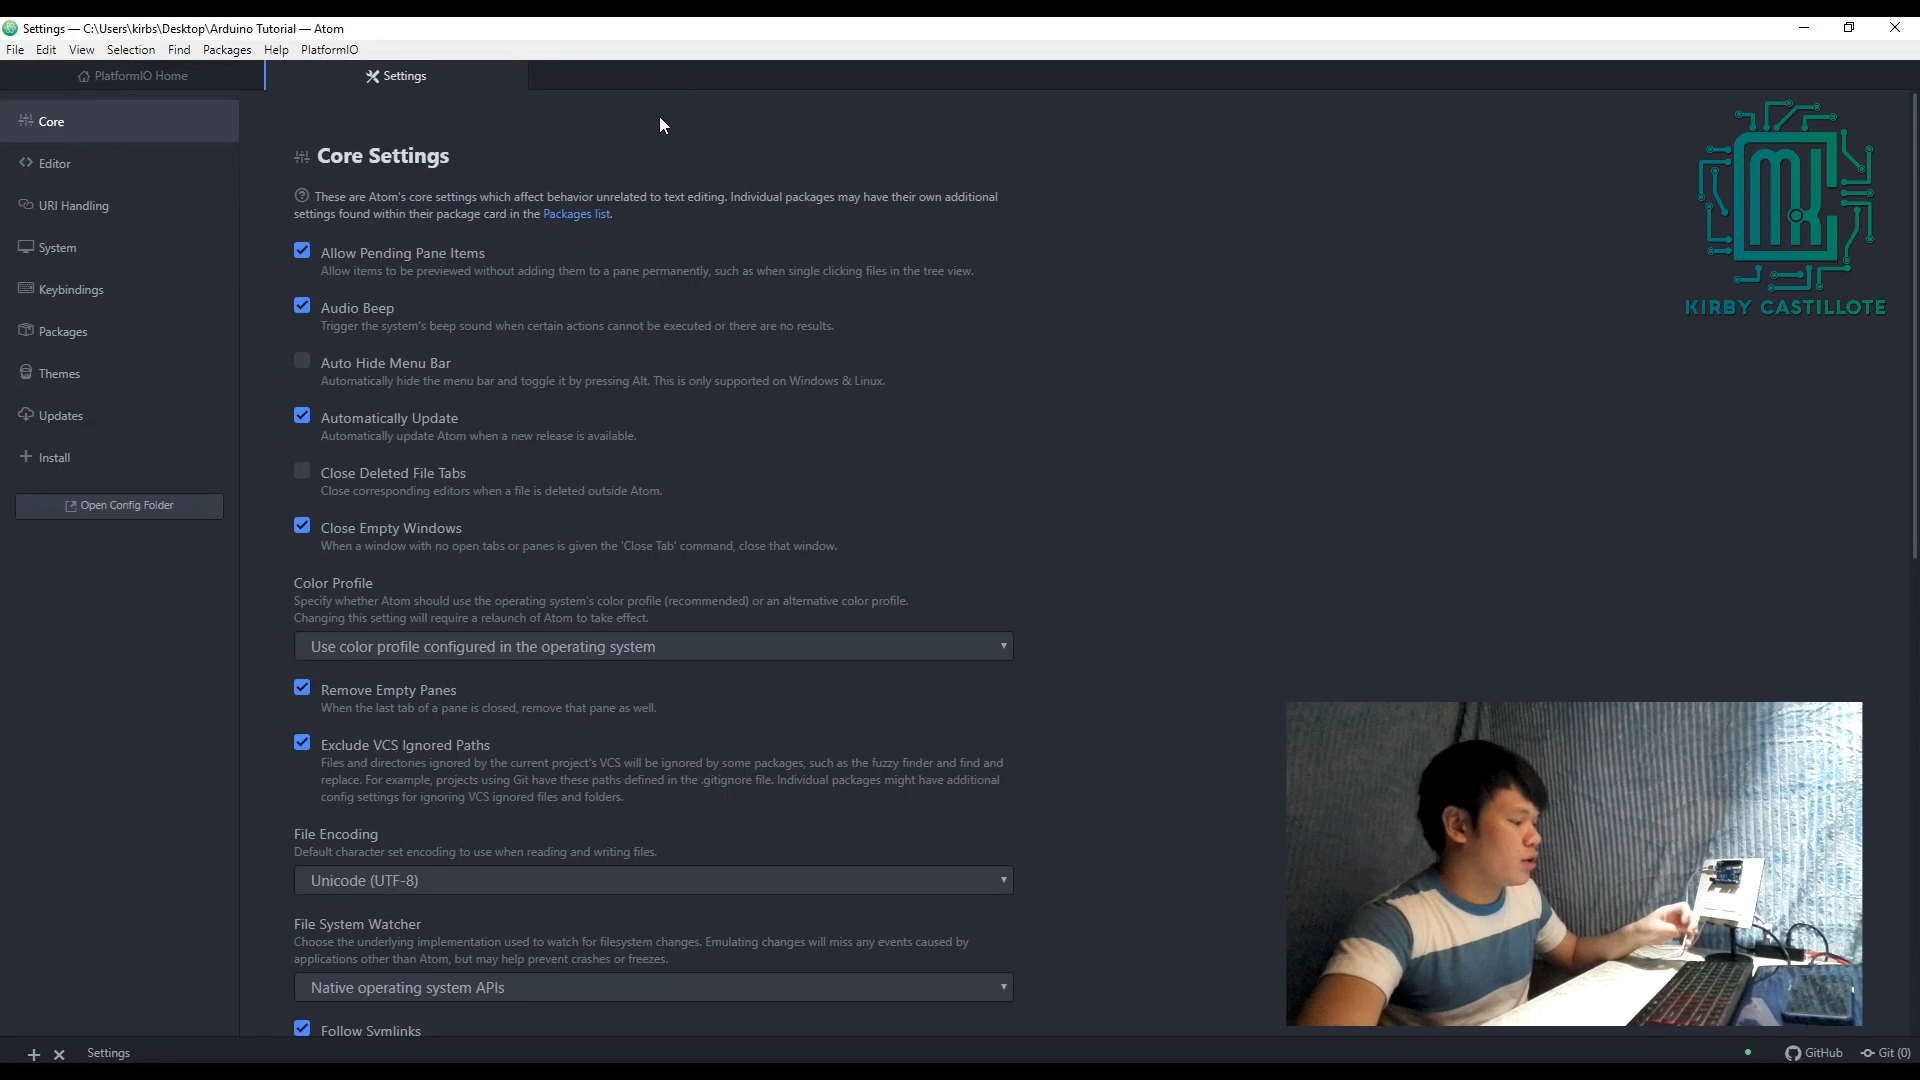 Settings — C:\Users\kirbs\Desktop\Arduino Tutorial — Atom
File Edit View Selection Find Packages Help PlatformIO
PlatformIO Home
Settings
Core
Editor
URI Handling
System
Keybindings
Packages
Themes
Updates
Install
Open Config Folder
Core Settings
These are Atom's core settings which affect behavior unrelated to text editing. Individual packages may have their own additional
settings found within their package card in the Packages list.
Allow Pending Pane Items
Allow items to be previewed without adding them to a pane permanently, such as when single clicking files in the tree view.
Audio Beep
Trigger the system's beep sound when certain actions cannot be executed or there are no results.
Auto Hide Menu Bar
Automatically hide the menu bar and toggle it by pressing Alt. This is only supported on Windows & Linux.
Automatically Update
Automatically update Atom when a new release is available.
Close Deleted File Tabs
Close corresponding editors when a file is deleted outside Atom.
Close Empty Windows
When a window with no open tabs or panes is given the 'Close Tab' command, close that window.
Color Profile
Specify whether Atom should use the operating system's color profile (recommended) or an alternative color profile.
Changing this setting will require a relaunch of Atom to take effect.
Use color profile configured in the operating system
Remove Empty Panes
When the last tab of a pane is closed, remove that pane as well.
Exclude VCS Ignored Paths
Files and directories ignored by the current project's VCS will be ignored by some packages, such as the fuzzy finder and find and
replace. For example, projects using Git have these paths defined in the .gitignore file. Individual packages might have additional
config settings for ignoring VCS ignored files and folders.
File Encoding
Default character set encoding to use when reading and writing files.
Unicode (UTF-8)
File System Watcher
Choose the underlying implementation used to watch for filesystem changes. Emulating changes will miss any events caused by
applications other than Atom, but may help prevent crashes or freezes.
Native operating system APIs
Follow Symlinks
KIRBY CASTILLOTE
Settings
GitHub
Git (0)